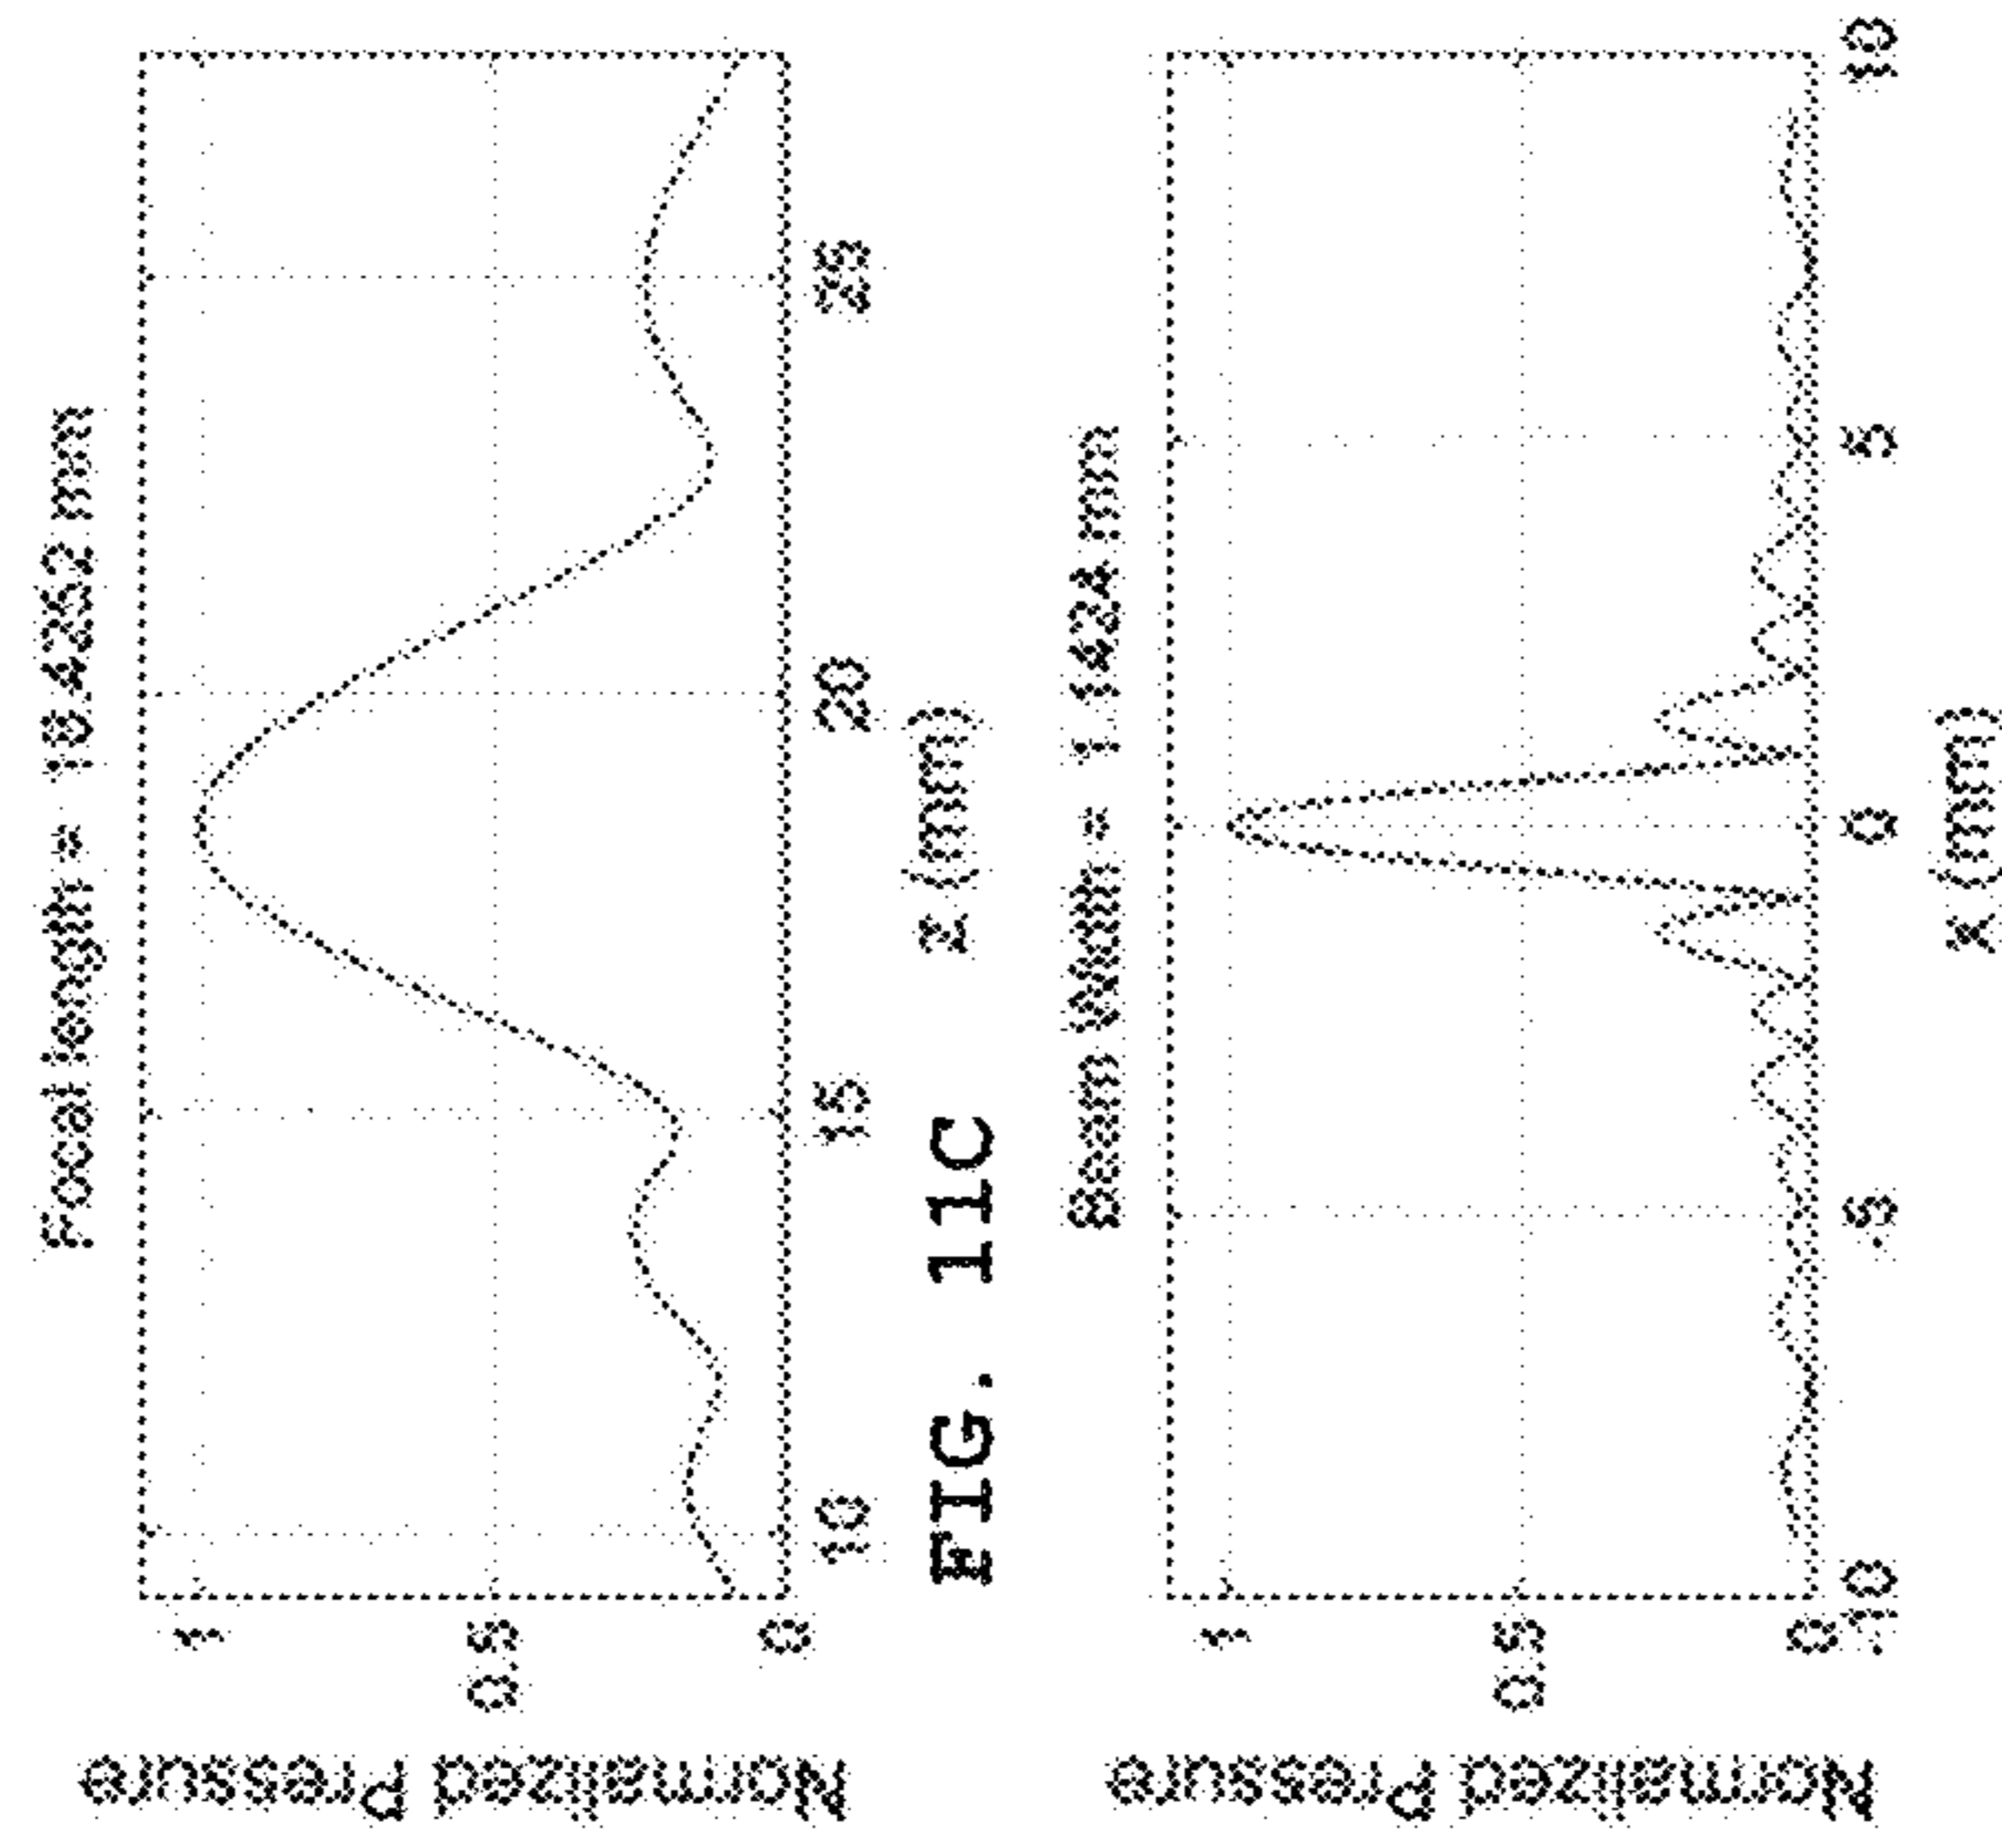 Focal length = 18.4252 mm
Normalized Pressure
1
0.5
0
10
15
20
25
z (mm)
FIG. 11C
Beam Width = 1.1424 mm
Normalized Pressure
1
0.5
0
-10
-5
0
5
10
x (mm)